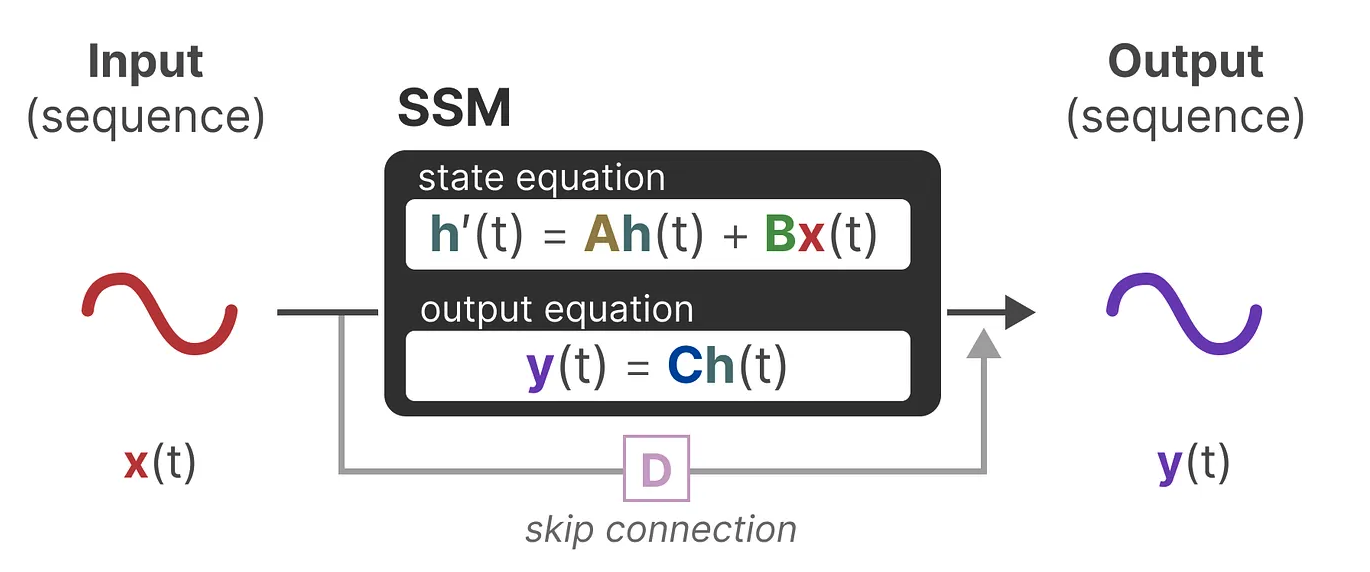 Input
(sequence)
SSM
Output
(sequence)
state equation
h′(t) = Ah(t) + Bx(t)
output equation
y(t) = Ch(t)
x(t)
D
skip connection
y(t)